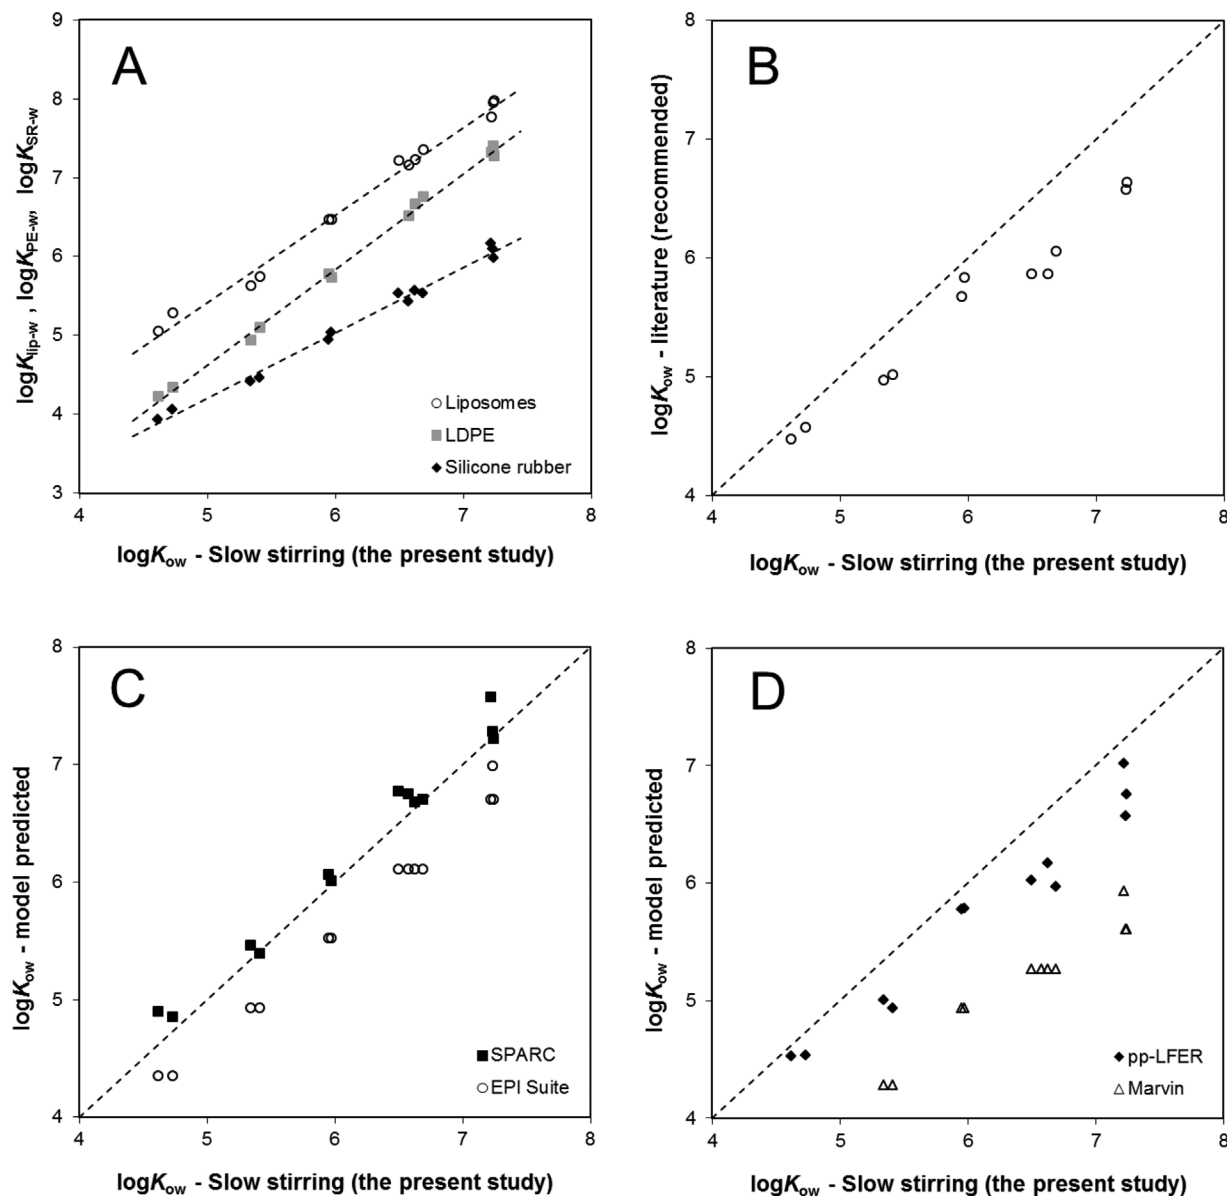 A
9
8
7
6
5
4
3
logKlip-w , logKPE-w, logKSR-w
Liposomes
LDPE
Silicone rubber
4 5 6 7 8
logKow - Slow stirring (the present study)
B
8
7
6
5
4
logKow - literature (recommended)
4 5 6 7 8
logKow - Slow stirring (the present study)
C
8
7
6
5
4
logKow - model predicted
SPARC
EPI Suite
4 5 6 7 8
logKow - Slow stirring (the present study)
D
8
7
6
5
4
logKow - model predicted
pp-LFER
Marvin
4 5 6 7 8
logKow - Slow stirring (the present study)